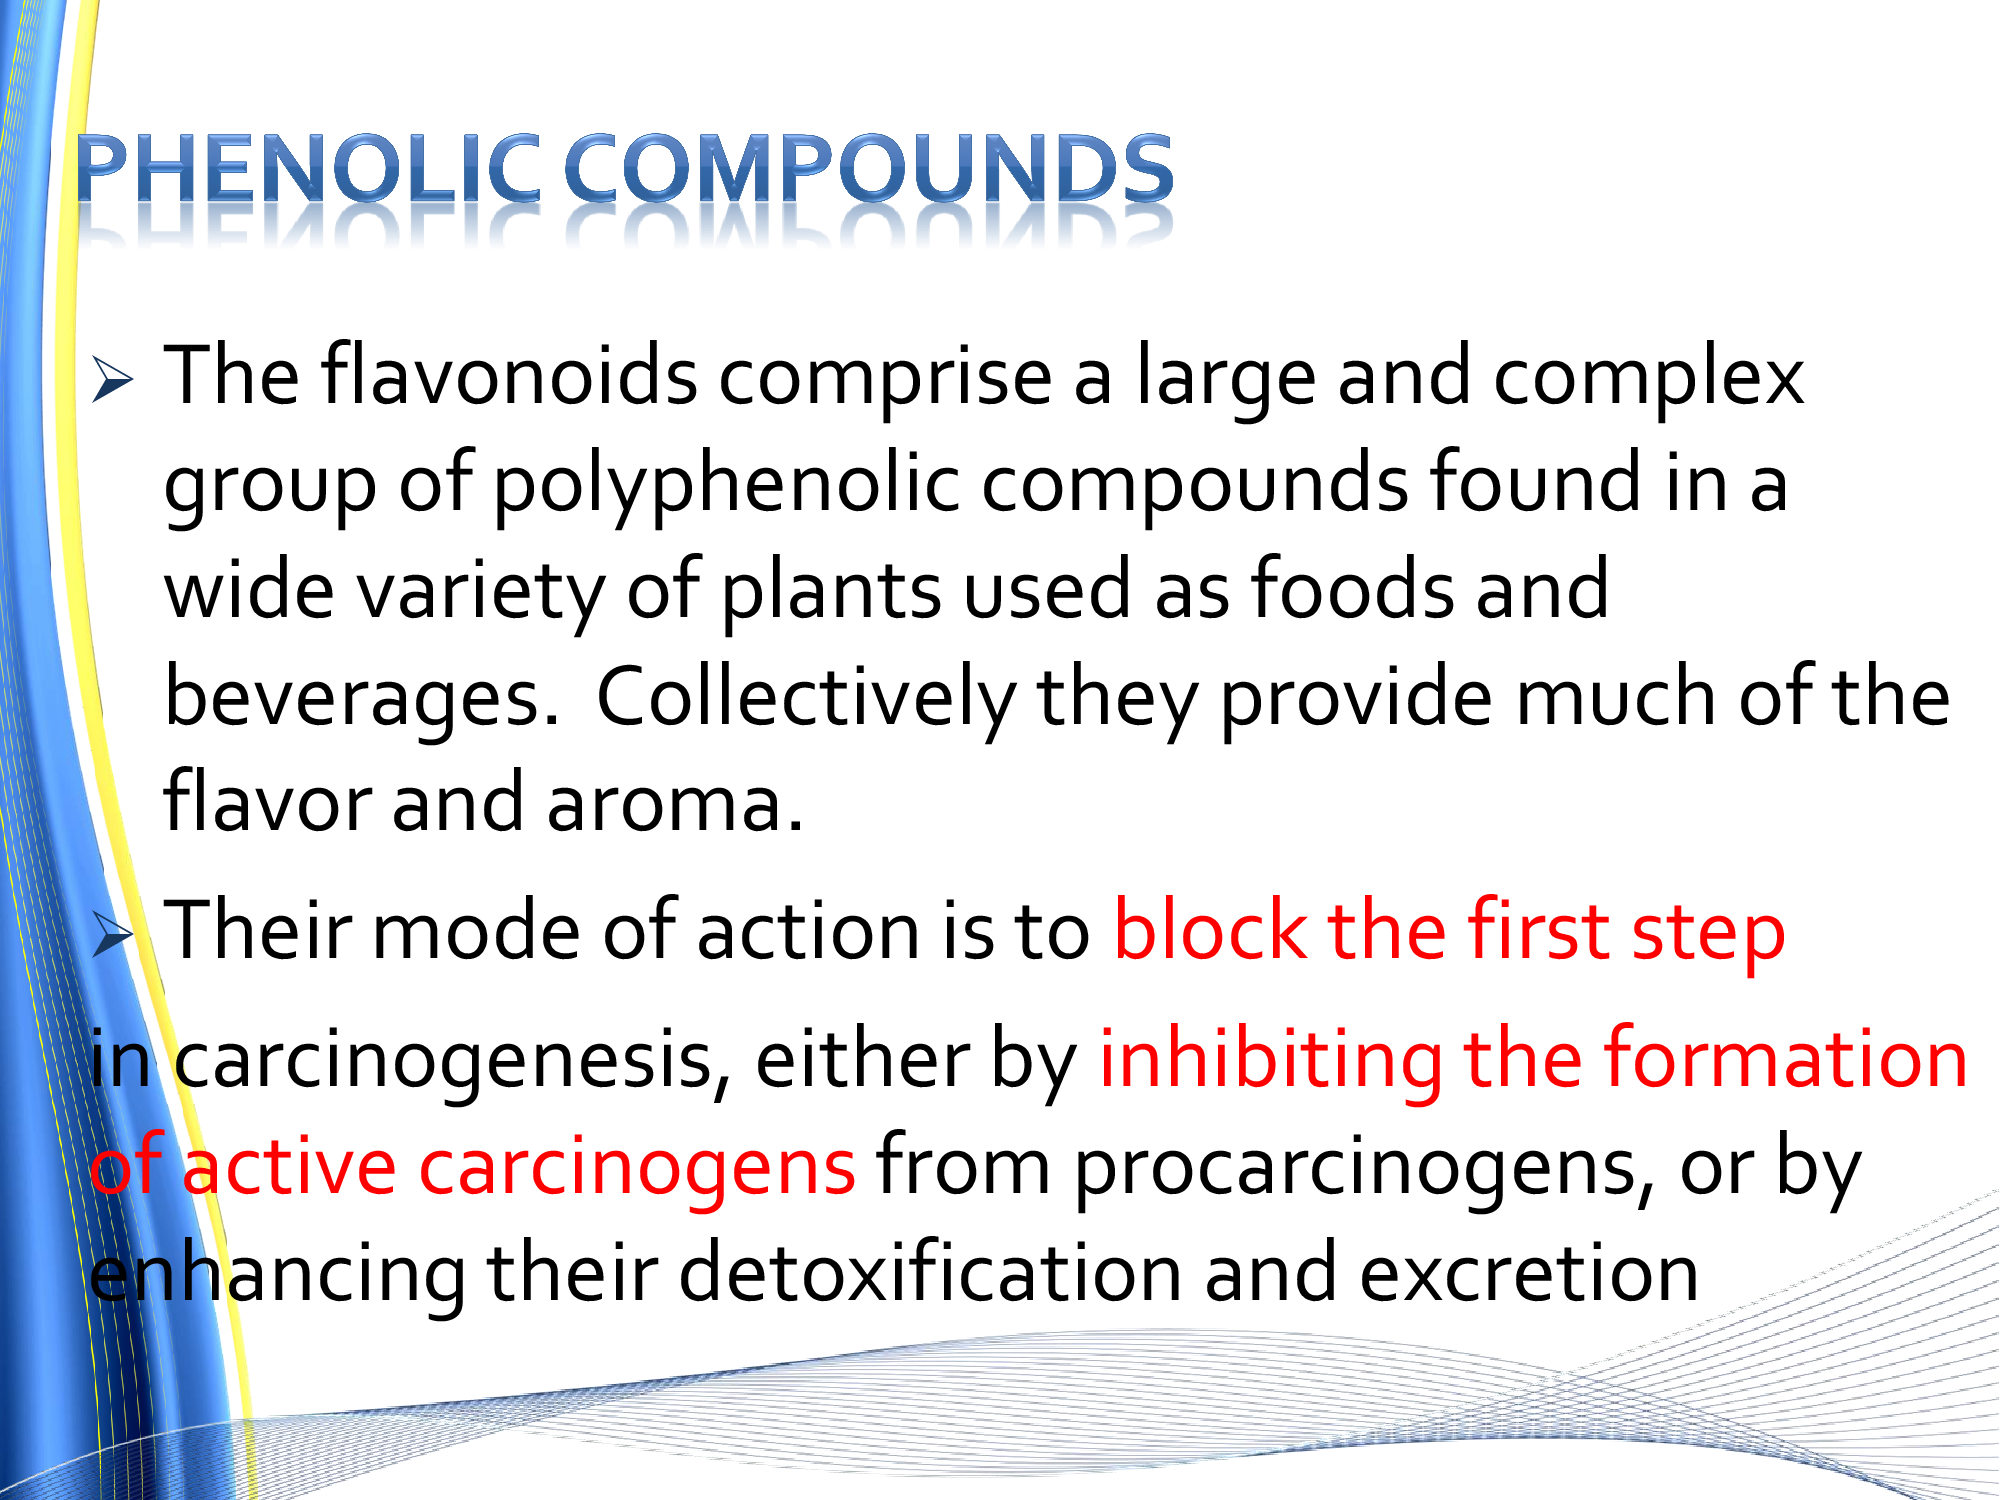 PHENOLIC COMPOUNDS
➢ The flavonoids comprise a large and complex
group of polyphenolic compounds found in a
wide variety of plants used as foods and
beverages.  Collectively they provide much of the
flavor and aroma.
➢ Their mode of action is to block the first step
in carcinogenesis, either by inhibiting the formation
of active carcinogens from procarcinogens, or by
enhancing their detoxification and excretion